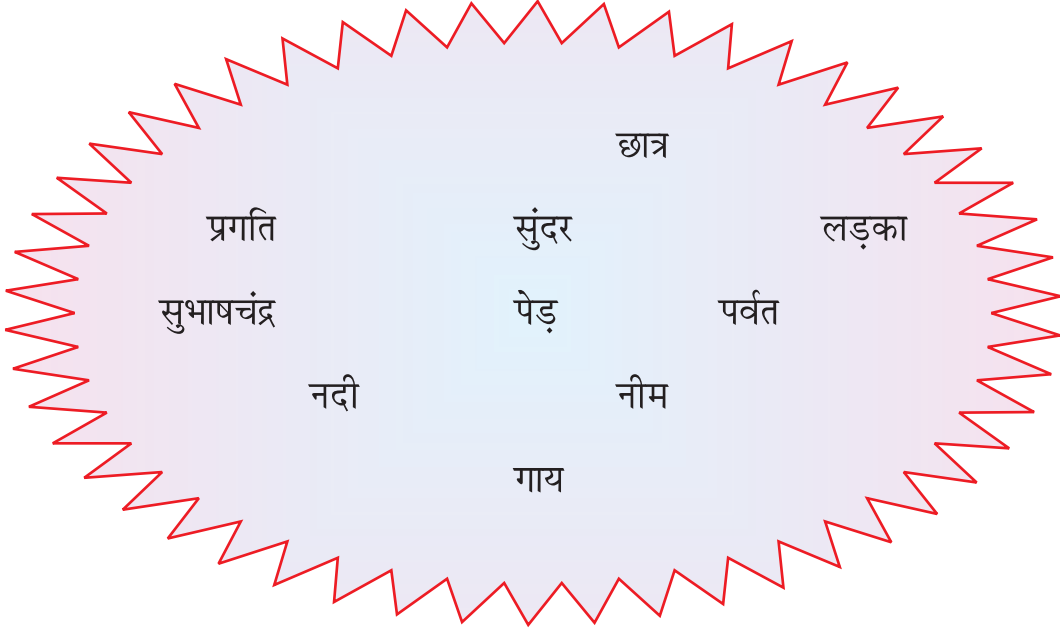 छात्र
प्रगति सुंदर लड़का
सुभाषचंद्र पेड़ पर्वत
नदी नीम
गाय